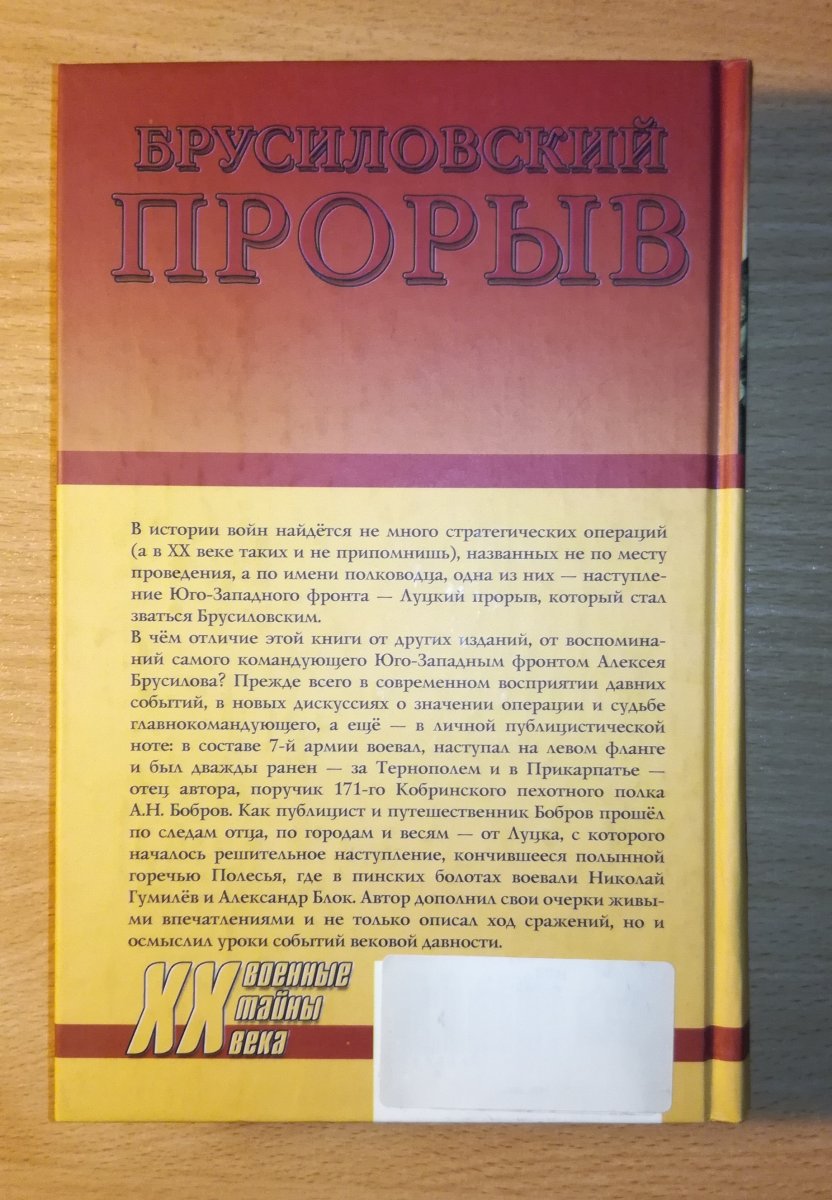 БРУСИЛОВСКИЙ
ПРОРЫВ
В истории войн найдётся не много стратегических операций
(а в XX веке таких и не припомнишь), названных не по месту
проведения, а по имени полководца, одна из них — наступле-
ние Юго-Западного фронта — Луцкий прорыв, который стал
зваться Брусиловским.
В чём отличие этой книги от других изданий, от воспомина-
ний самого командующего Юго-Западным фронтом Алексея
Брусилова? Прежде всего в современном восприятии давних
событий, в новых дискуссиях о значении операции и судьбе
главнокомандующего, а ещё — в личной публицистической
ноте: в составе 7-й армии воевал, наступал на левом фланге
и был дважды ранен — за Тернополем и в Прикарпатье —
отец автора, поручик 171-го Кобринского пехотного полка
А.Н. Бобров. Как публицист и путешественник Бобров прошёл
по следам отца, по городам и весям — от Луцка, с которого
началось решительное наступление, кончившееся полынной
горечью Полесья, где в пинских болотах воевали Николай
Гумилёв и Александр Блок. Автор дополнил свои очерки живы-
ми впечатлениями и не только описал ход сражений, но и
осмыслил уроки событий вековой давности.
XX военные
тайны
века